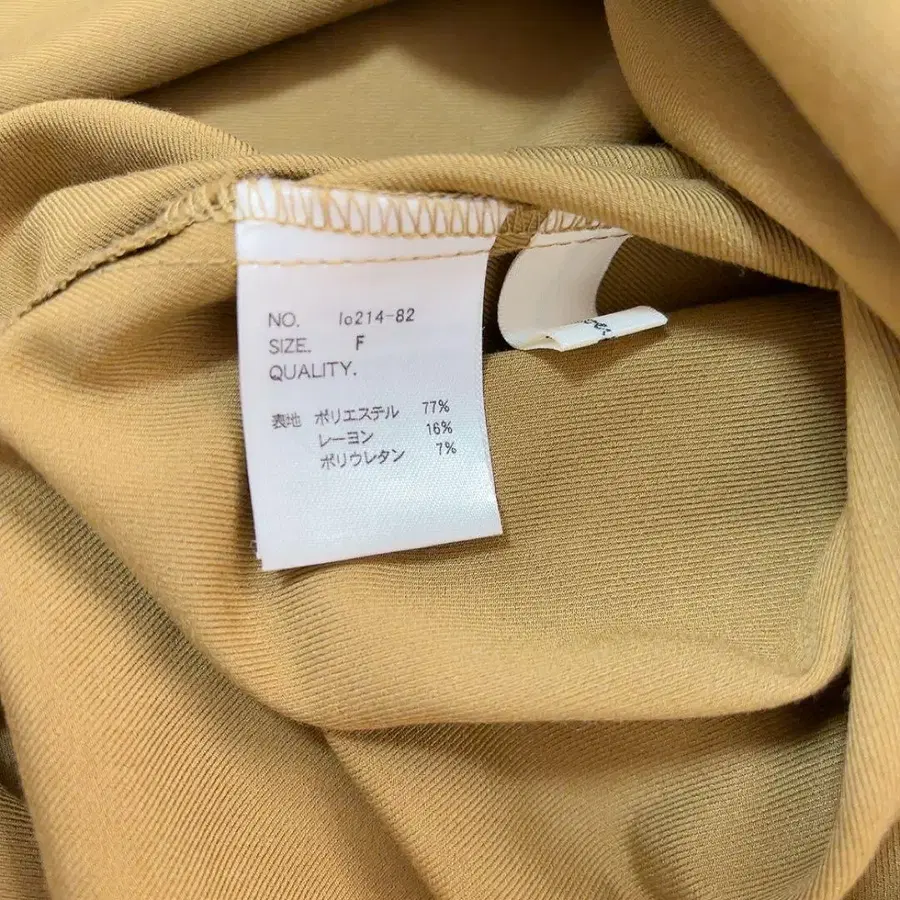 NO. lo214-82
SIZE. F
QUALITY.
表地 ポリエステル 77%
レーヨン 16%
ポリウレタン 7%